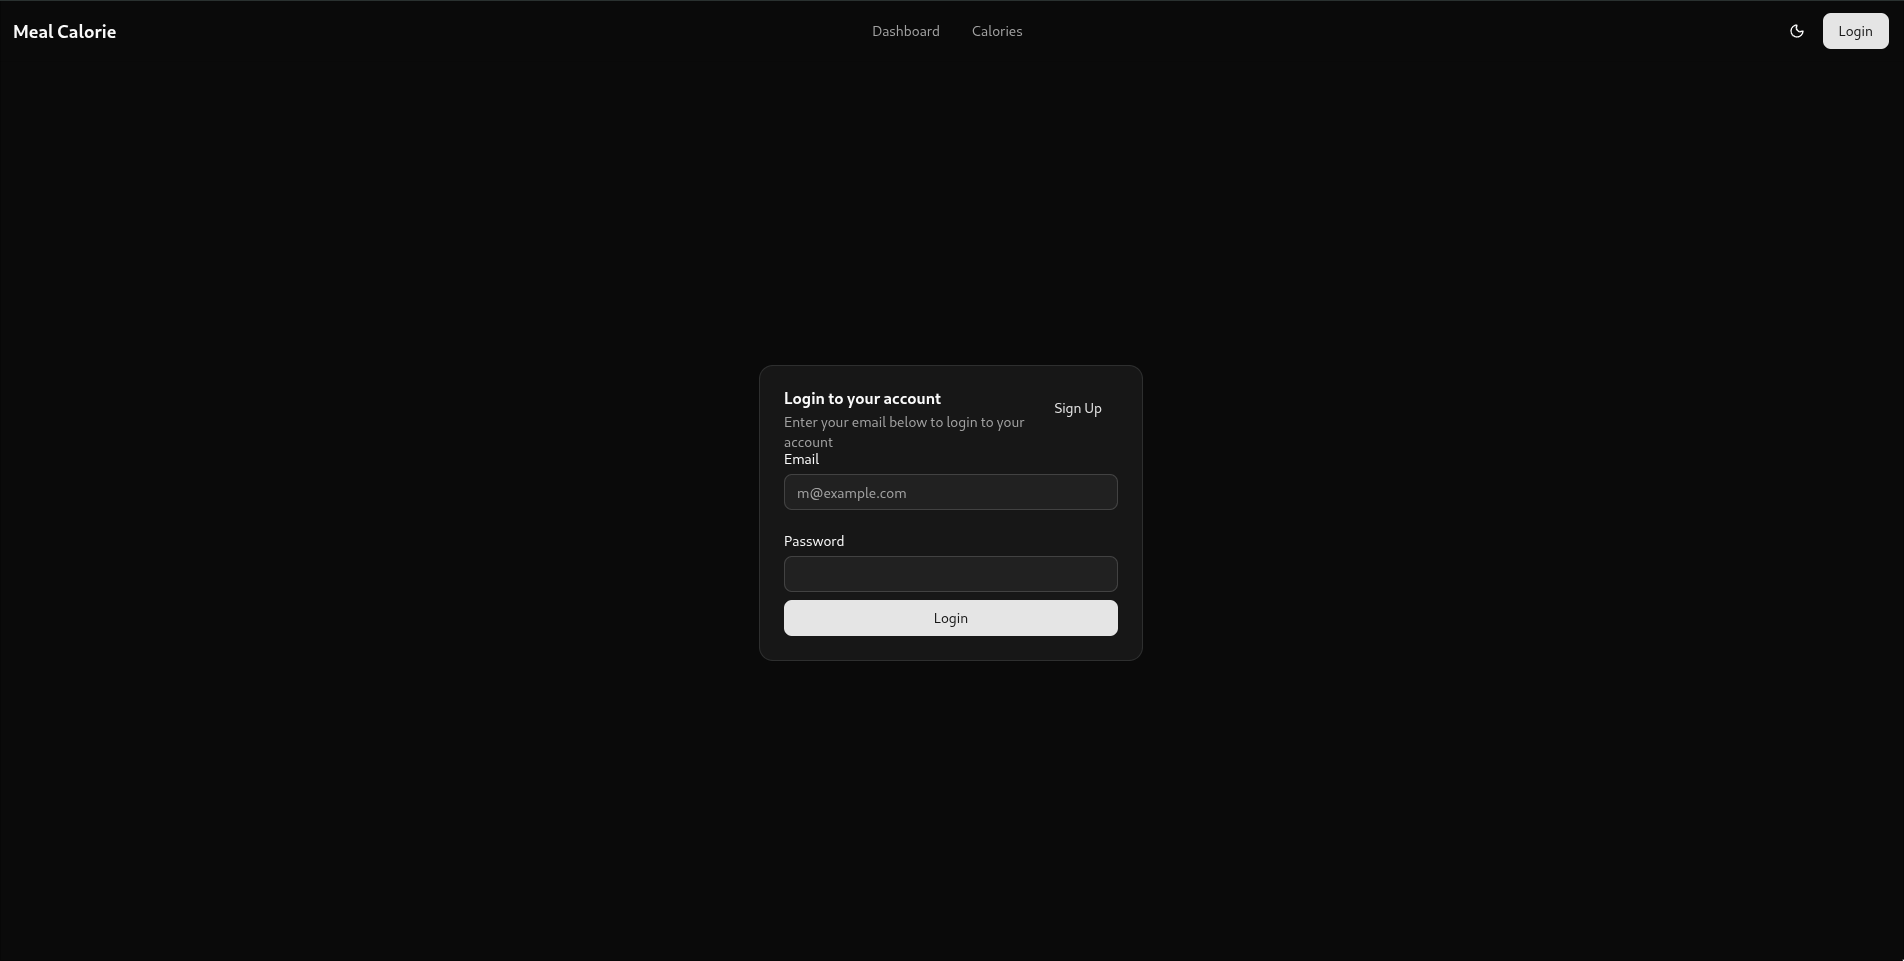 Meal Calorie
Dashboard
Calories
Login
Login to your account
Sign Up
Enter your email below to login to your
account
Email
m@example.com
Password
Login